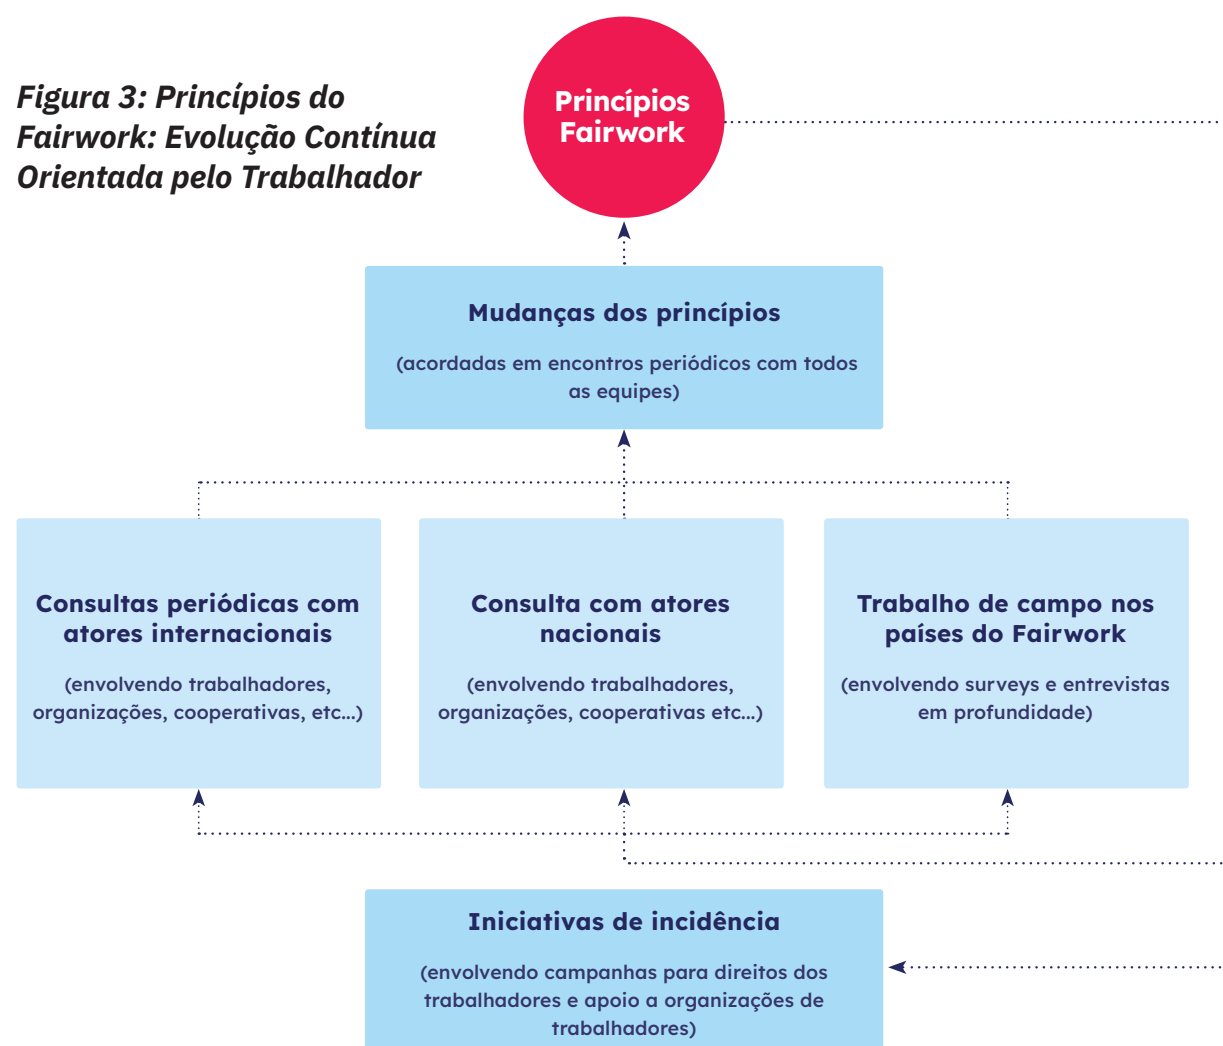 Figura 3: Princípios do
Fairwork: Evolução Contínua
Orientada pelo Trabalhador
Princípios
Fairwork
Mudanças dos princípios
(acordadas em encontros periódicos com todos
as equipes)
Consultas periódicas com
atores internacionais
(envolvendo trabalhadores,
organizações, cooperativas, etc...)
Consulta com atores
nacionais
(envolvendo trabalhadores,
organizações, cooperativas etc...)
Trabalho de campo nos
países do Fairwork
(envolvendo surveys e entrevistas
em profundidade)
Iniciativas de incidência
(envolvendo campanhas para direitos dos
trabalhadores e apoio a organizações de
trabalhadores)